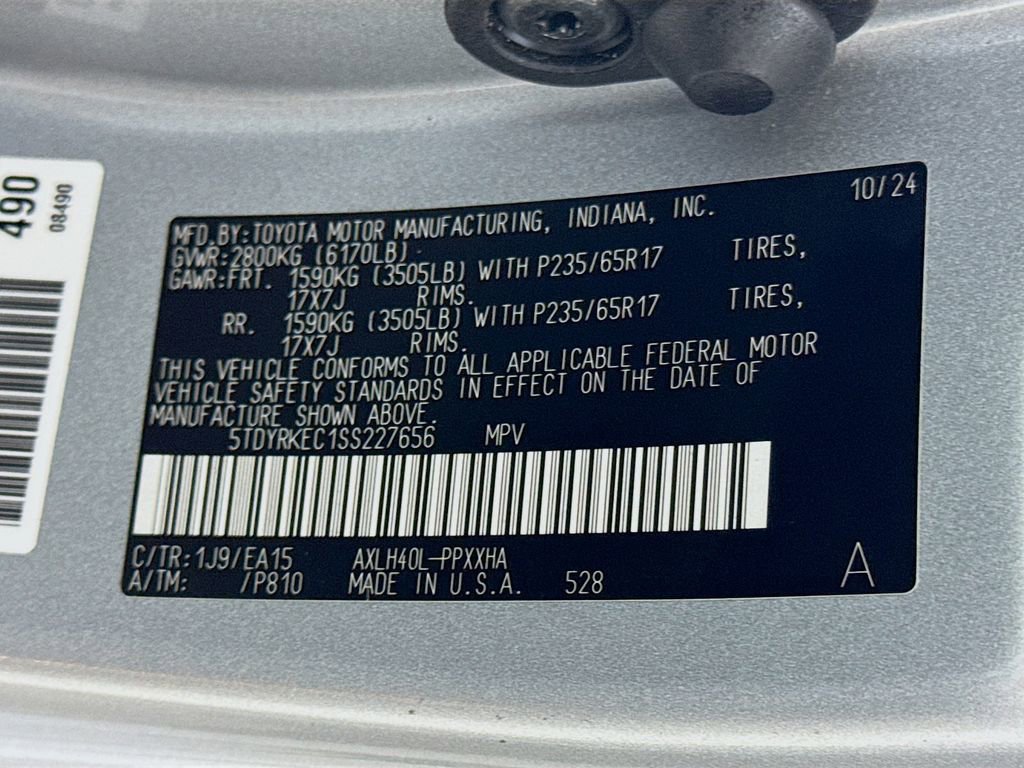 490
08490
10/24
MFD.BY:TOYOTA MOTOR MANUFACTURING, INDIANA, INC.
GVWR:2800KG (6170LB)
GAWR:FRT. 1590KG (3505LB) WITH P235/65R17 TIRES,
17X7J RIMS.
RR. 1590KG (3505LB) WITH P235/65R17 TIRES,
17X7J RIMS.
THIS VEHICLE CONFORMS TO ALL APPLICABLE FEDERAL MOTOR
VEHICLE SAFETY STANDARDS IN EFFECT ON THE DATE OF
MANUFACTURE SHOWN ABOVE.
5TDYRKEC1SS227656 MPV
C/TR:1J9/EA15 AXLH40L-PPXXHA
A/TM: /P810 MADE IN U.S.A. 528
A